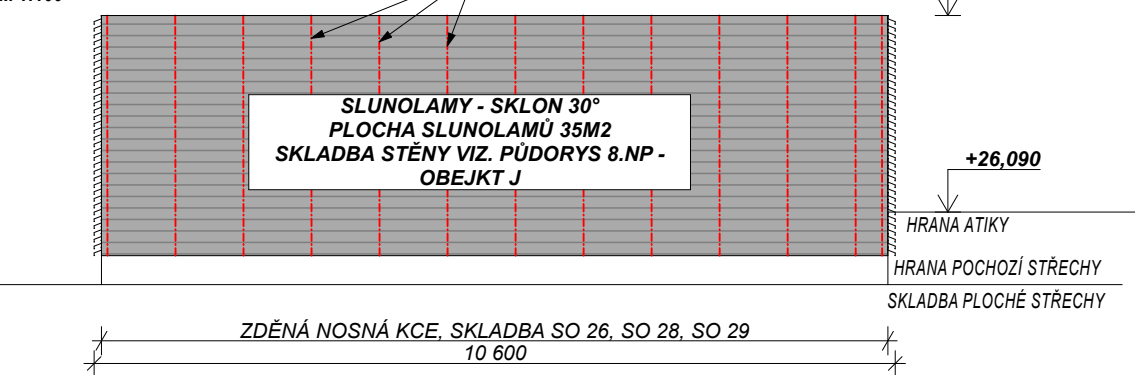 SLUNOLAMY - SKLON 30°
PLOCHA SLUNOLAMŮ 35M2
SKLADBA STĚNY VIZ. PŮDORYS 8.NP -
OBEJKT J
+26,090
HRANA ATIKY
HRANA POCHOZÍ STŘECHY
SKLADBA PLOCHÉ STŘECHY
ZDĚNÁ NOSNÁ KCE, SKLADBA SO 26, SO 28, SO 29
10 600